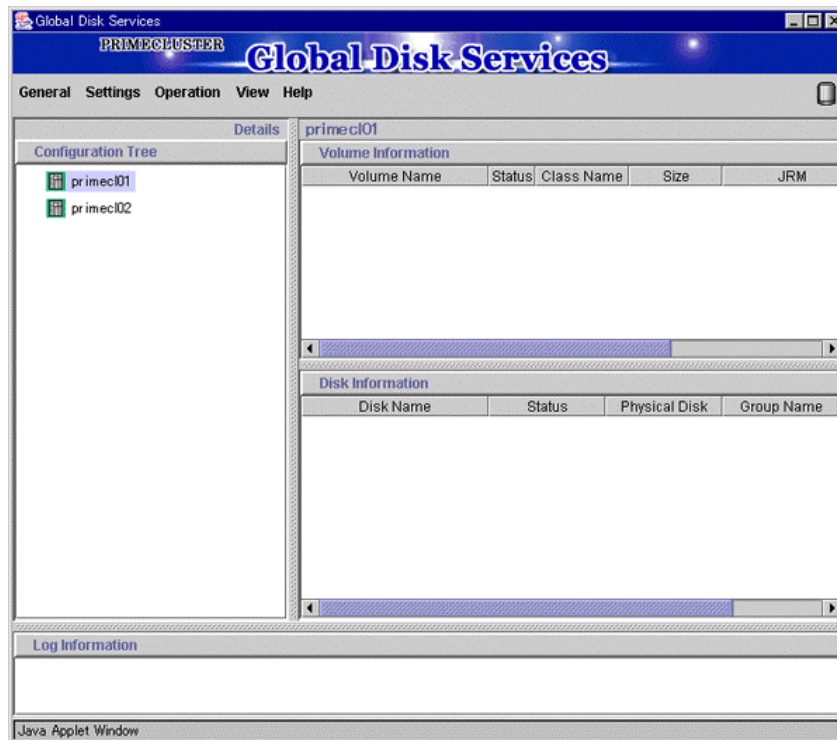 Global Disk Services
PRIMECLUSTER
Global Disk Services
General Settings Operation View Help
Details
Configuration Tree
primecl01
primecl02
primecl01
Volume Information
Volume Name Status Class Name Size JRM
Disk Information
Disk Name Status Physical Disk Group Name
Log Information
Java Applet Window